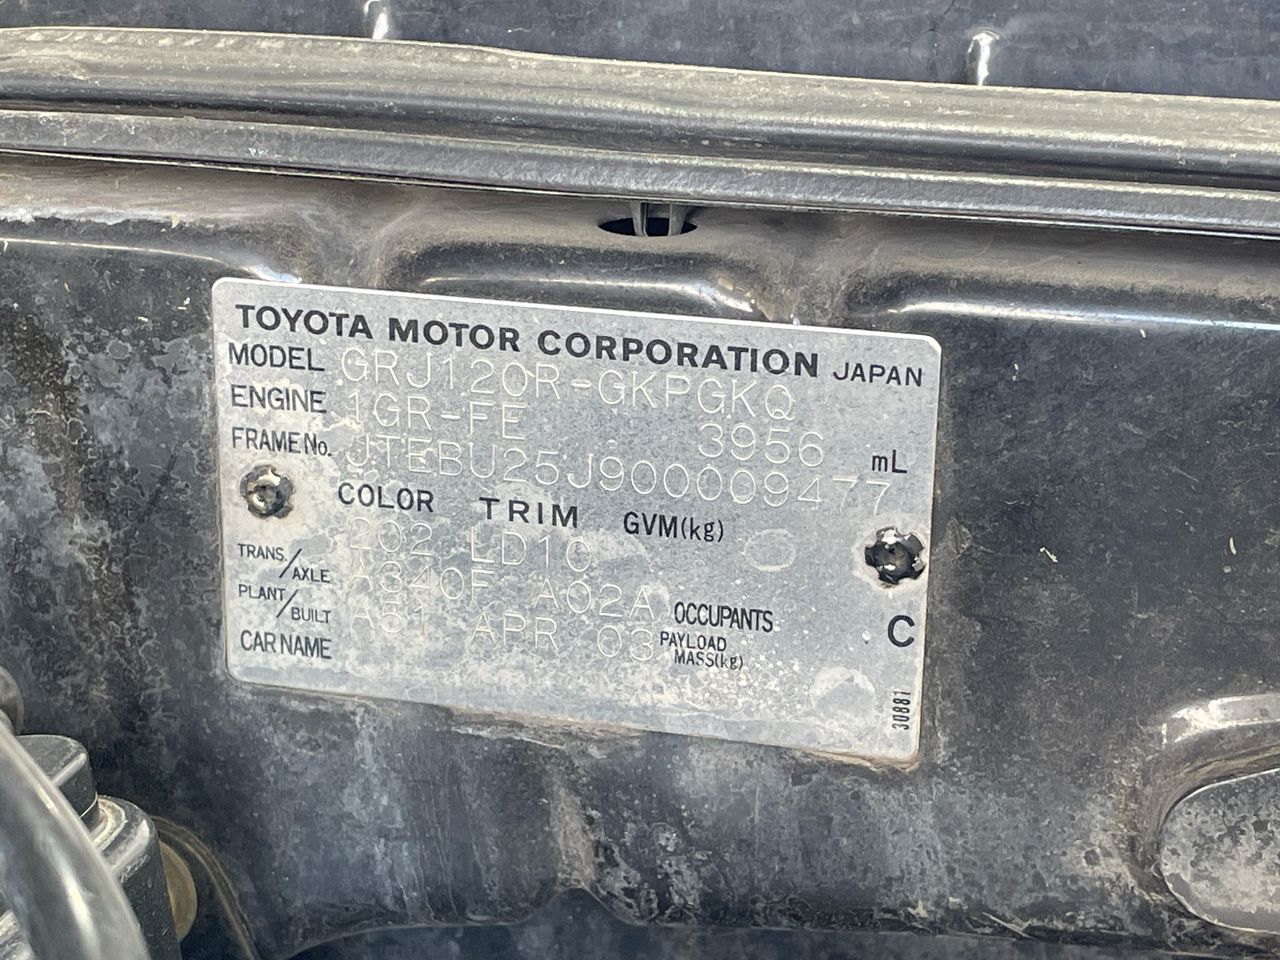 TOYOTA MOTOR CORPORATION JAPAN
MODEL GRJ120R-GKPGKQ
ENGINE 1GR-FE 3956 mL
FRAME No. JTEBU25J900009477
COLOR TRIM GVM(kg)
202 LD10
TRANS./AXLE A340F A02A
OCCUPANTS C
PLANT/BUILT A51 APR 03
PAYLOAD MASS(kg)
CAR NAME
30881